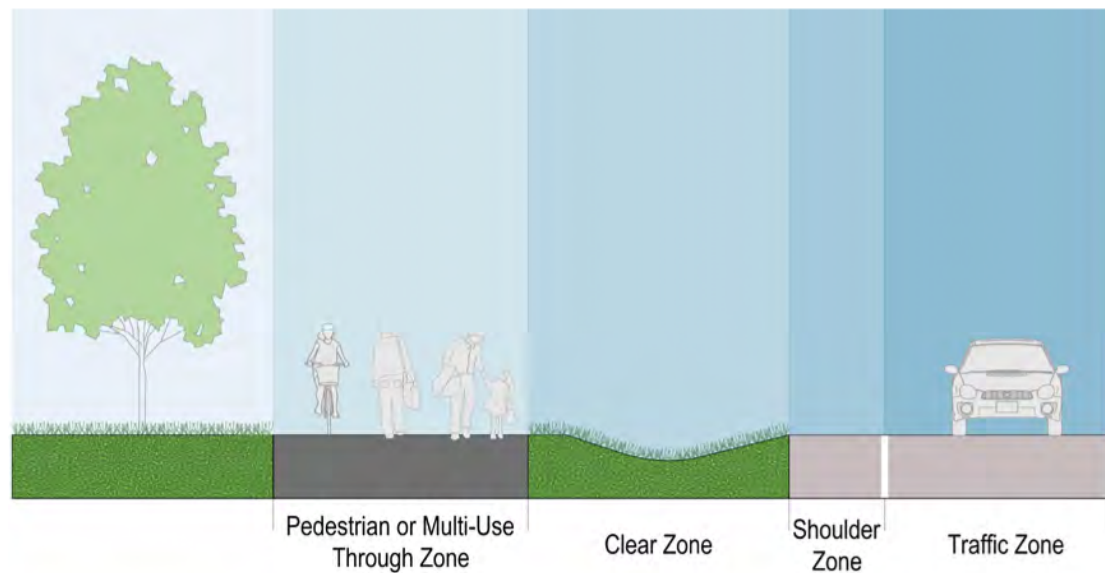 Pedestrian or Multi-Use
Through Zone
Clear Zone
Shoulder
Zone
Traffic Zone